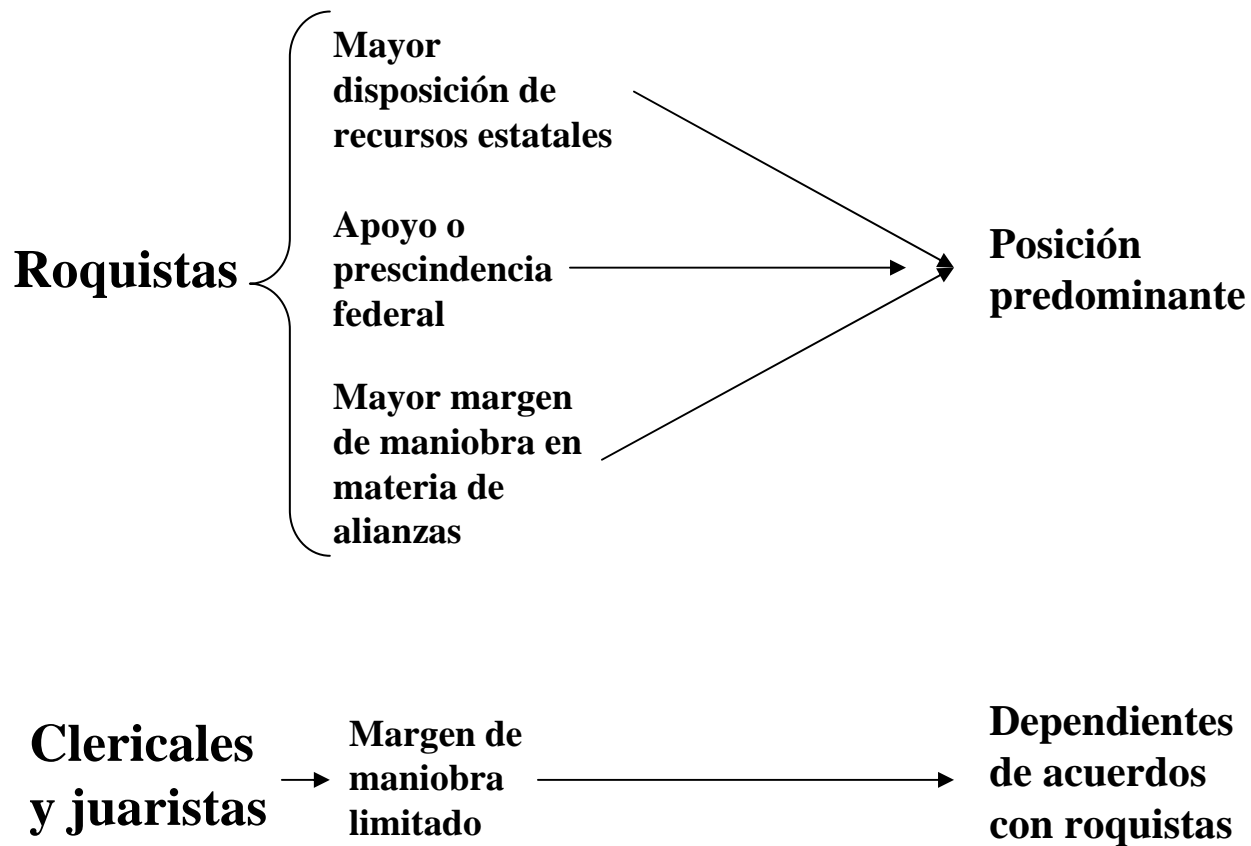 Roquistas
Mayor
disposición de
recursos estatales
Apoyo o
prescindencia
federal
Mayor margen
de maniobra en
materia de
alianzas
Posición
predominante
Clericales
y juaristas
Margen de
maniobra
limitado
Dependientes
de acuerdos
con roquistas